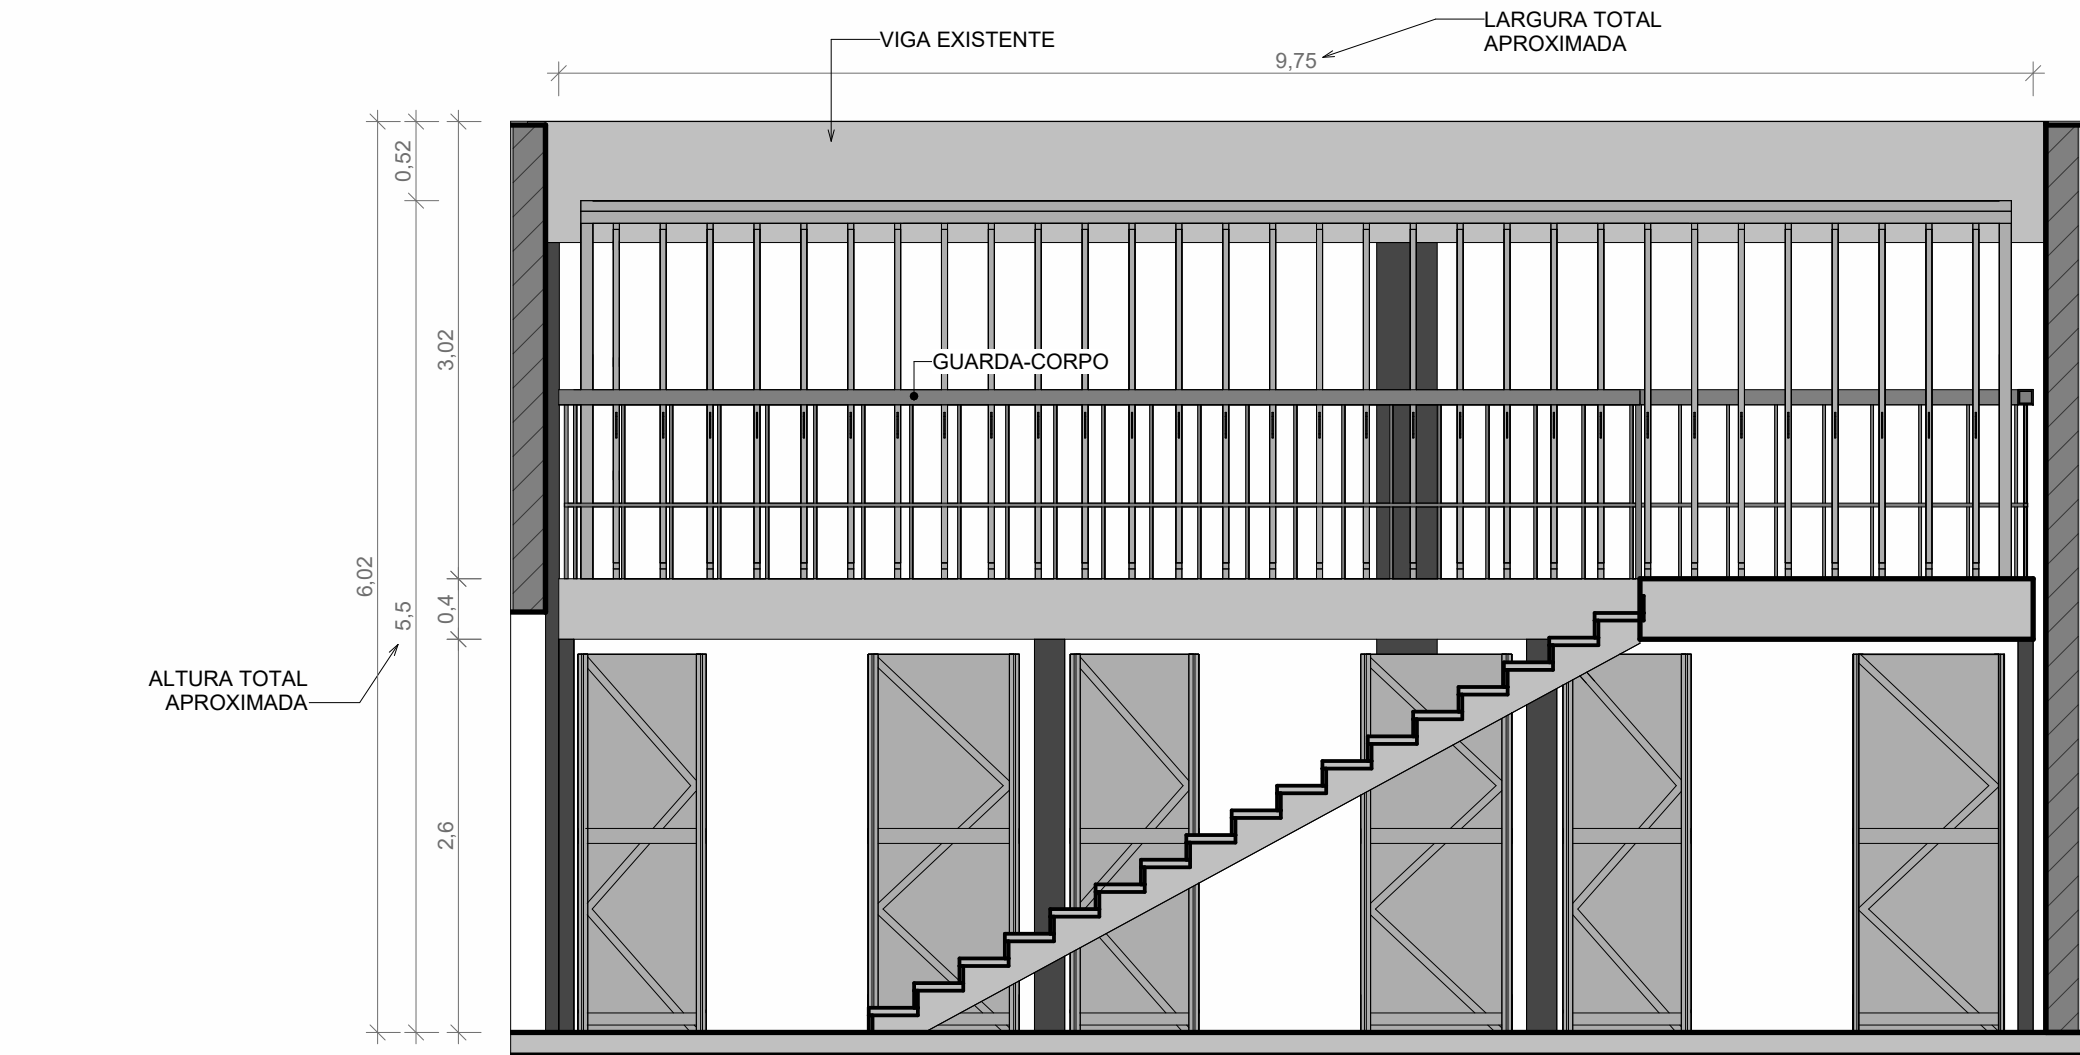 LARGURA TOTAL
APROXIMADA
VIGA EXISTENTE
9,75
0,52
3,02
GUARDA-CORPO
6,02
5,5
0,4
ALTURA TOTAL
APROXIMADA
2,6